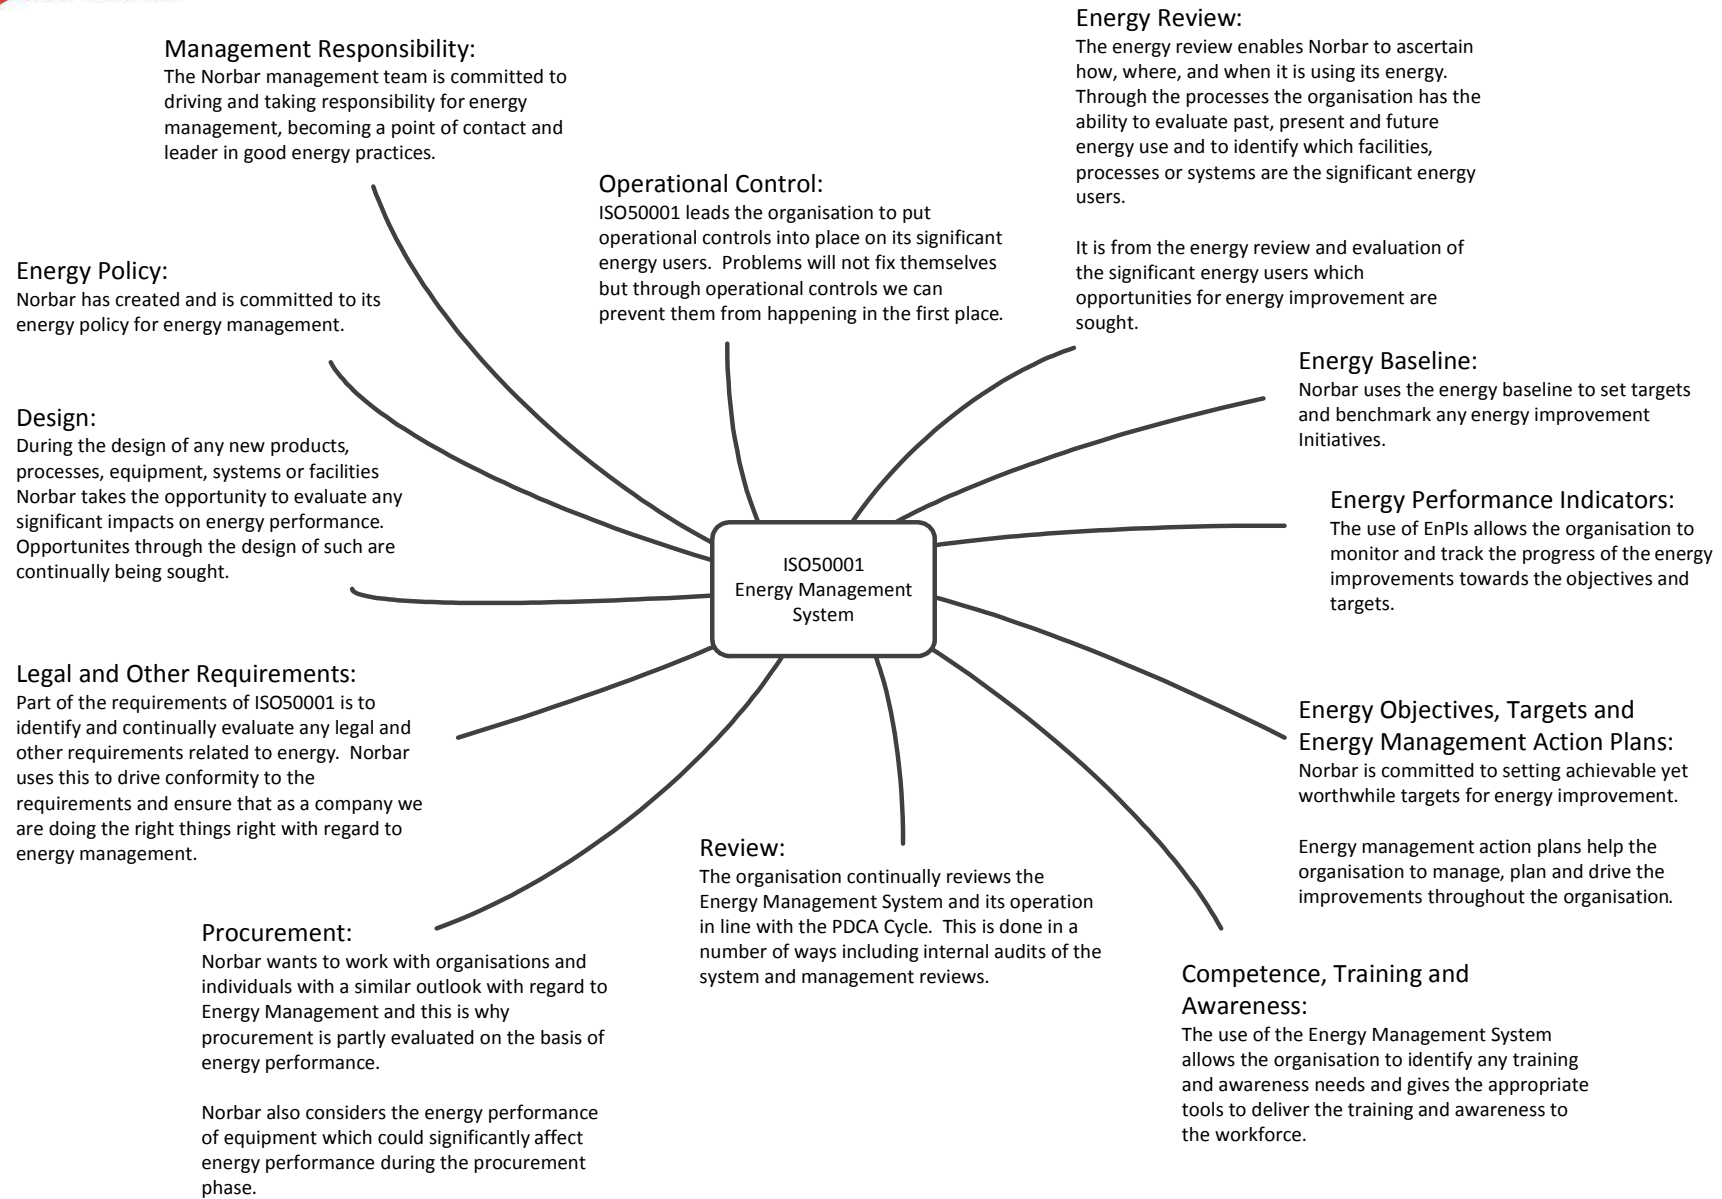 Management Responsibility:
The Norbar management team is committed to
driving and taking responsibility for energy
management, becoming a point of contact and
leader in good energy practices.
Operational Control:
ISO50001 leads the organisation to put
operational controls into place on its significant
energy users.  Problems will not fix themselves
but through operational controls we can
prevent them from happening in the first place.
Energy Review:
The energy review enables Norbar to ascertain
how, where, and when it is using its energy.
Through the processes the organisation has the
ability to evaluate past, present and future
energy use and to identify which facilities,
processes or systems are the significant energy
users.
It is from the energy review and evaluation of
the significant energy users which
opportunities for energy improvement are
sought.
Energy Policy:
Norbar has created and is committed to its
energy policy for energy management.
Energy Baseline:
Norbar uses the energy baseline to set targets
and benchmark any energy improvement
Initiatives.
Design:
During the design of any new products,
processes, equipment, systems or facilities
Norbar takes the opportunity to evaluate any
significant impacts on energy performance.
Opportunites through the design of such are
continually being sought.
Energy Performance Indicators:
The use of EnPIs allows the organisation to
monitor and track the progress of the energy
improvements towards the objectives and
targets.
ISO50001
Energy Management
System
Legal and Other Requirements:
Part of the requirements of ISO50001 is to
identify and continually evaluate any legal and
other requirements related to energy.  Norbar
uses this to drive conformity to the
requirements and ensure that as a company we
are doing the right things right with regard to
energy management.
Energy Objectives, Targets and
Energy Management Action Plans:
Norbar is committed to setting achievable yet
worthwhile targets for energy improvement.
Energy management action plans help the
organisation to manage, plan and drive the
improvements throughout the organisation.
Review:
The organisation continually reviews the
Energy Management System and its operation
in line with the PDCA Cycle.  This is done in a
number of ways including internal audits of the
system and management reviews.
Procurement:
Norbar wants to work with organisations and
individuals with a similar outlook with regard to
Energy Management and this is why
procurement is partly evaluated on the basis of
energy performance.
Norbar also considers the energy performance
of equipment which could significantly affect
energy performance during the procurement
phase.
Competence, Training and
Awareness:
The use of the Energy Management System
allows the organisation to identify any training
and awareness needs and gives the appropriate
tools to deliver the training and awareness to
the workforce.